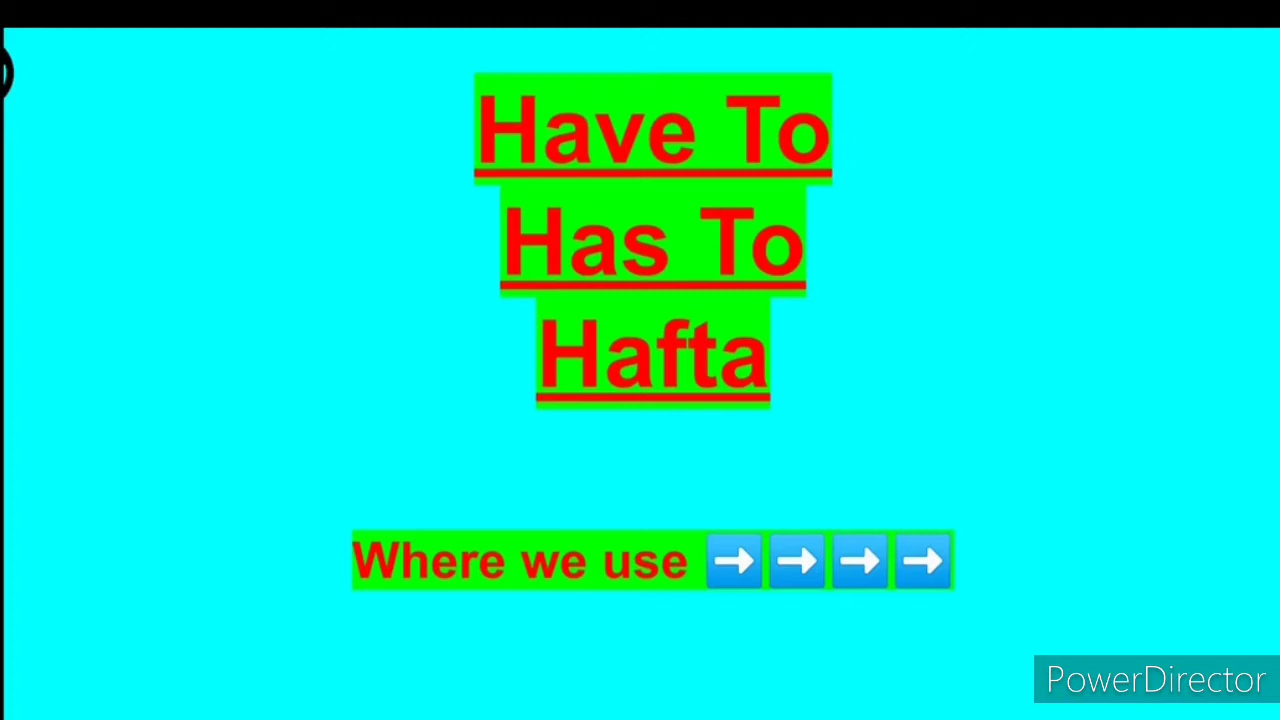 Have To
Has To
Hafta
Where we use ➡️➡️➡️➡️
PowerDirector